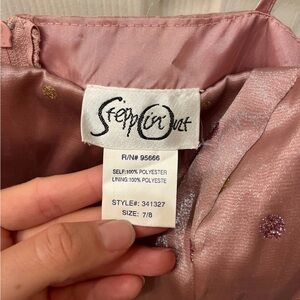 Steppin Out
R/N# 95666
SELF:100% POLYESTER
LINING:100% POLYESTE
STYLE#: 341327
SIZE: 7/8